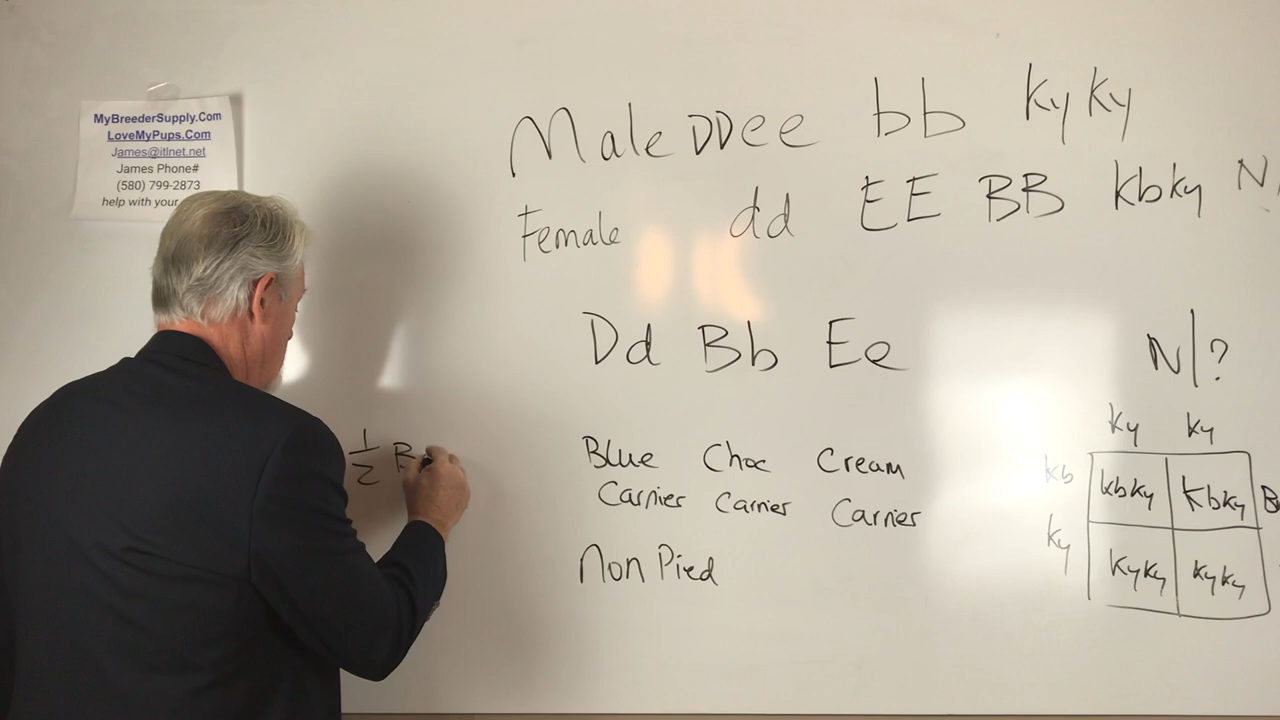 MyBreederSupply.Com
LoveMyPups.Com
James@itlnet.net
James Phone#
(580) 799-2873
help with your
Male DDee bb kyky
Female dd EE BB kbky N
Dd Bb Ee N/?
Blue Choc Cream
Carrier Carrier Carrier
Non Pied
1/2 B
ky ky
kb kbky kbky B
ky kyky kyky